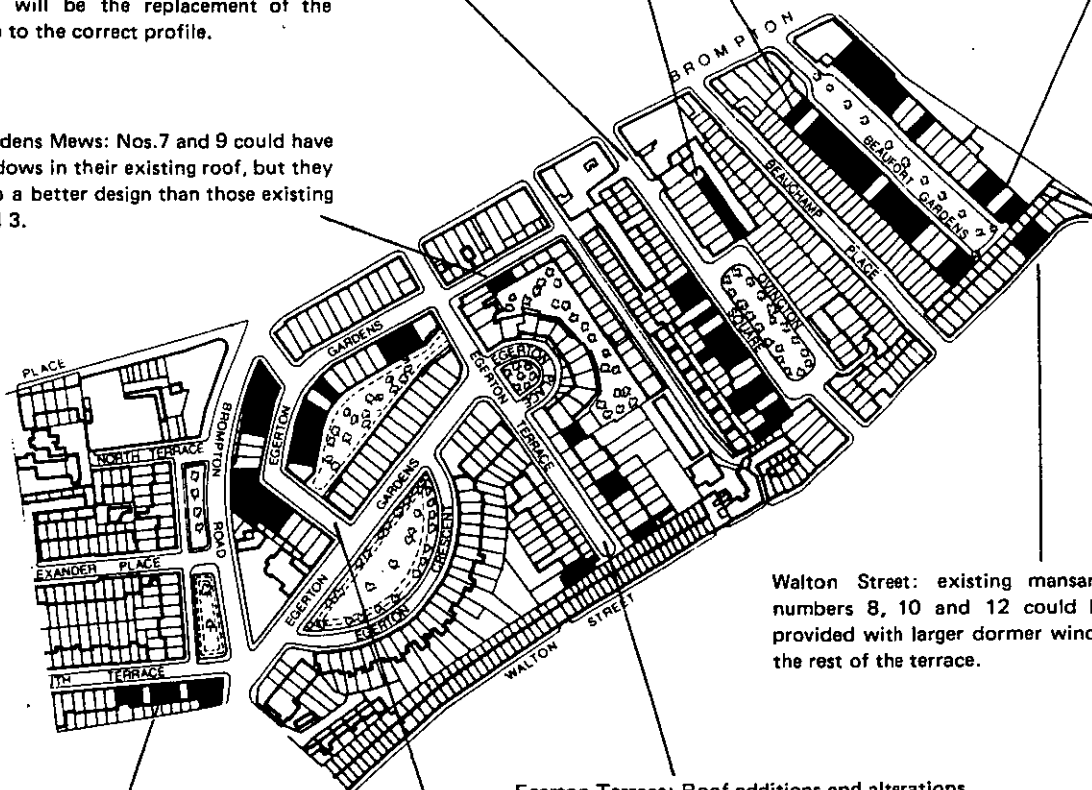 will be the replacement of the
to the correct profile.
dens Mews: Nos.7 and 9 could have
dows in their existing roof, but they
a better design than those existing
3.
BROMPTON
BEAUFORT
GARDENS
BEAUCHAMP
PLACE
OVINGTON
SQUARE
GARDENS
EGERTON
PLACE
EGERTON
TERRACE
PLACE
BROMPTON
ROAD
EGERTON
NORTH TERRACE
GARDENS
EXANDER PLACE
CRESCENT
EGERTON
EGERTON
TH TERRACE
WALTON
STREET
Walton Street: existing mansar
numbers 8, 10 and 12 could
provided with larger dormer wind
the rest of the terrace.
Egerton Terrace: Roof additions and alterations